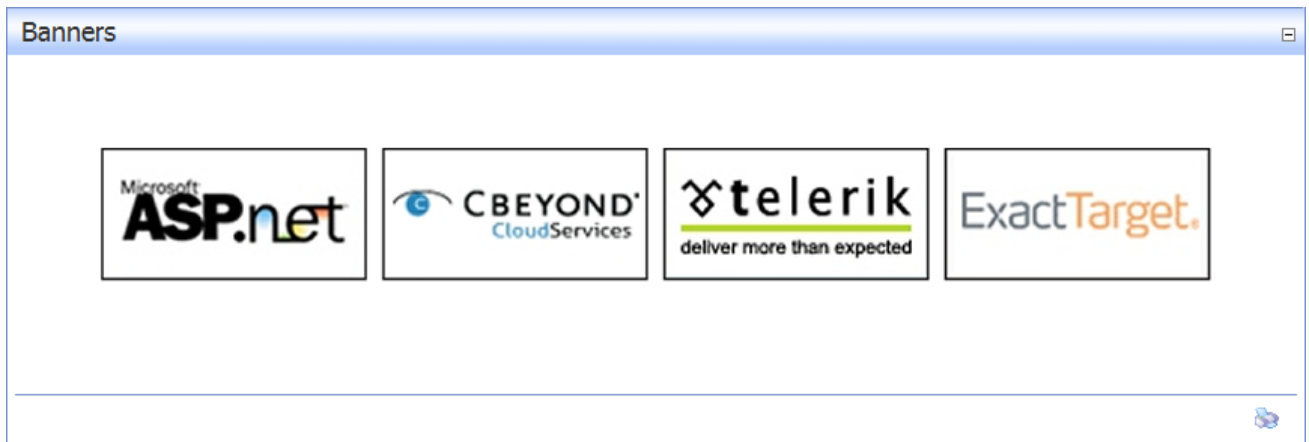 Banners
Microsoft
ASP.net
CBEYOND
CloudServices
telerik
deliver more than expected
ExactTarget.